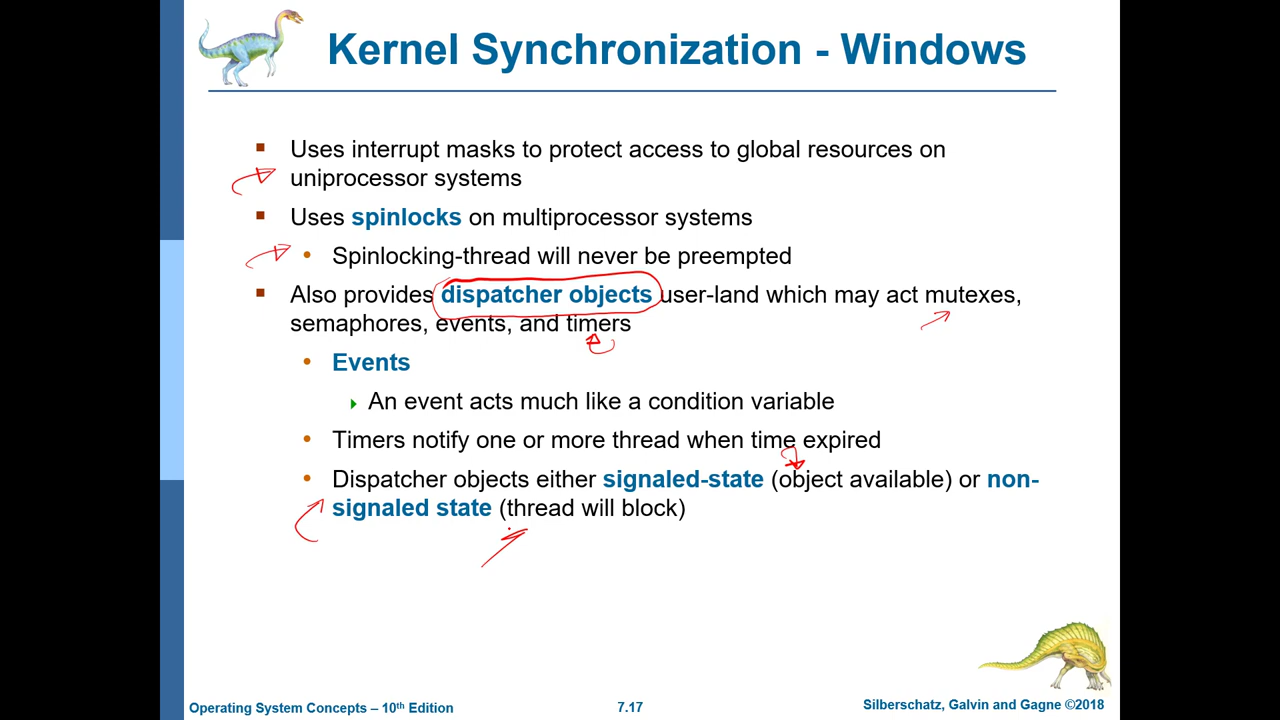 Kernel Synchronization - Windows
Uses interrupt masks to protect access to global resources on
uniprocessor systems
Uses spinlocks on multiprocessor systems
Spinlocking-thread will never be preempted
Also provides dispatcher objects user-land which may act mutexes,
semaphores, events, and timers
Events
An event acts much like a condition variable
Timers notify one or more thread when time expired
Dispatcher objects either signaled-state (object available) or non-
signaled state (thread will block)
Operating System Concepts – 10th Edition
7.17
Silberschatz, Galvin and Gagne ©2018